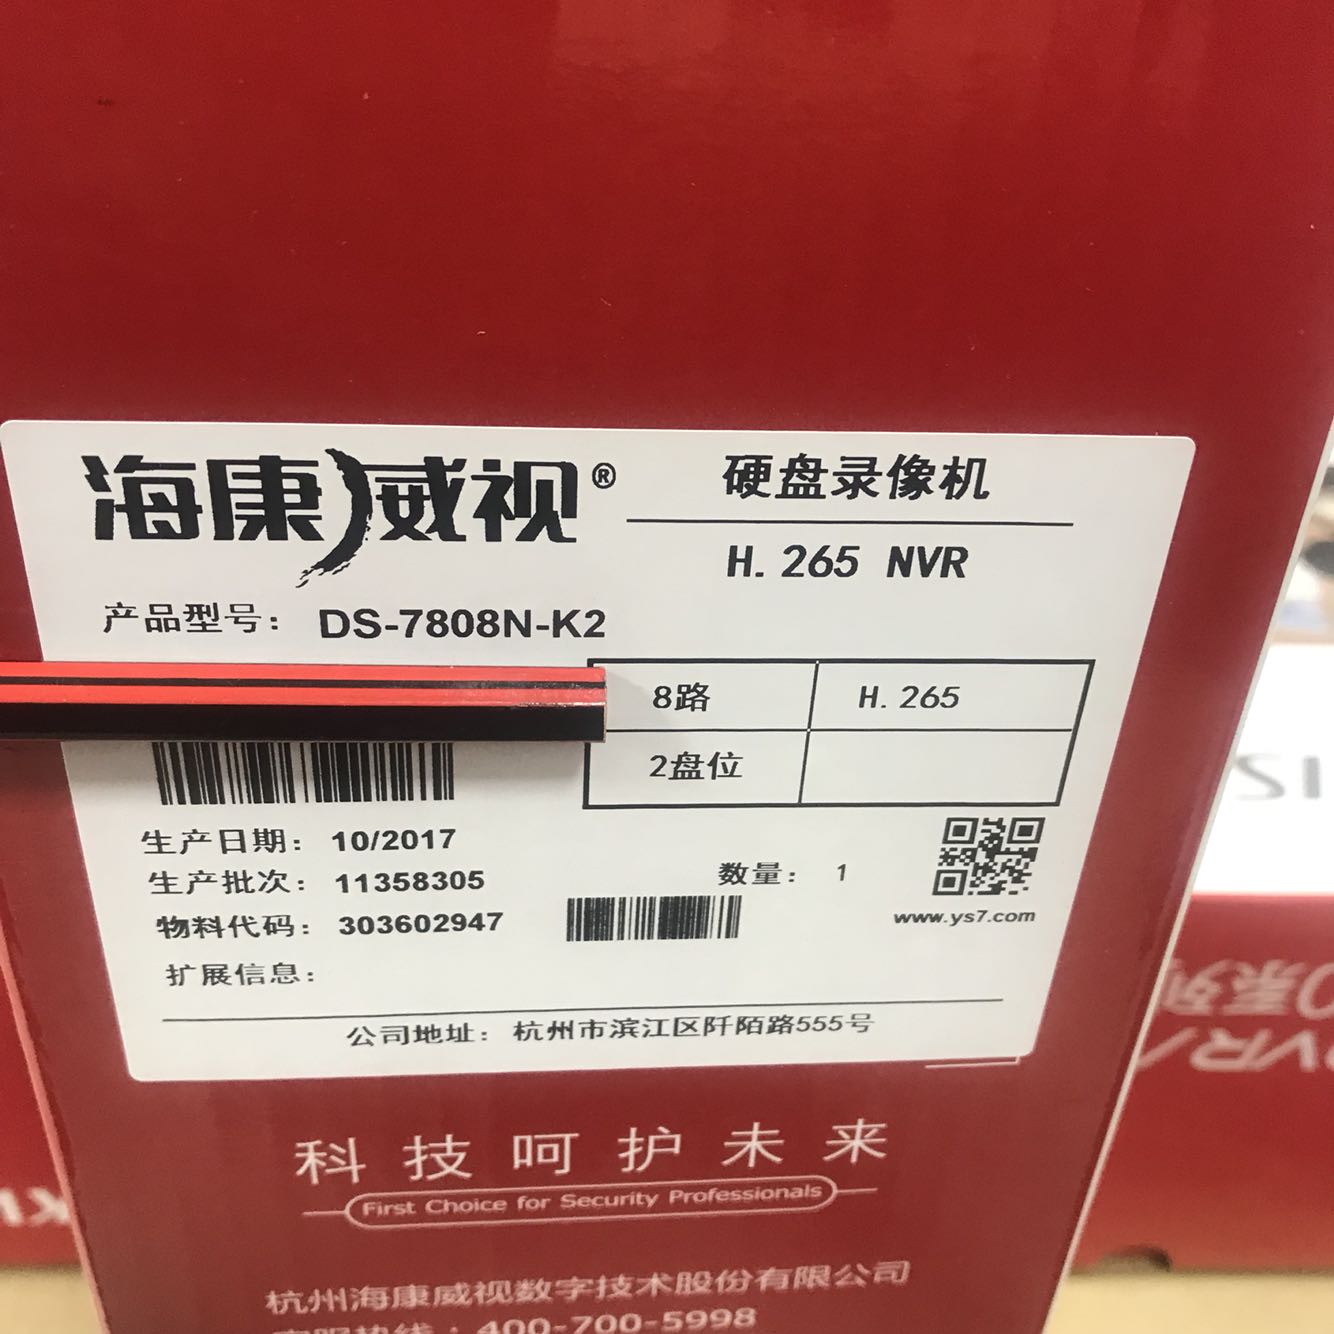 海康威视®
硬盘录像机
H.265 NVR
产品型号: DS-7808N-K2
8路 H.265
2盘位
生产日期: 10/2017
生产批次: 11358305
数量: 1
物料代码: 303602947
www.ys7.com
扩展信息:
公司地址: 杭州市滨江区阡陌路555号
科技呵护未来
First Choice for Security Professionals
杭州海康威视数字技术股份有限公司
客服热线:400-700-5998